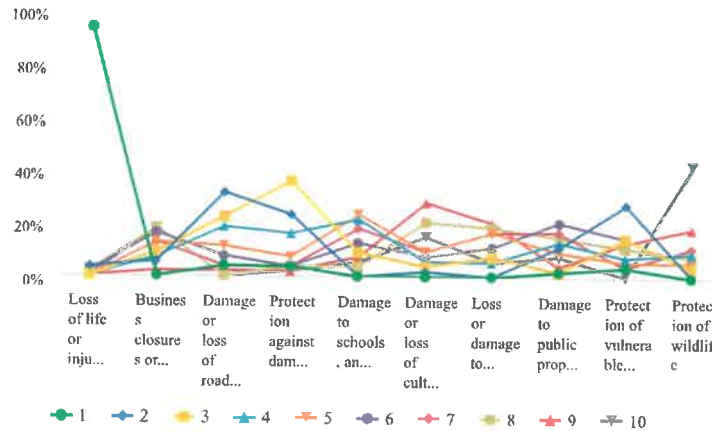 100%
80%
60%
40%
20%
0%
Loss of life or inju...
Busines s closure s or...
Damage or loss of road...
Protect ion against dam...
Damage to schools , an...
Damage or loss of cult...
Loss or damage to...
Damage to public prop...
Protect ion of vulnera ble...
Protec ion of wildlif e
1 2 3 4 5 6 7 8 9 10